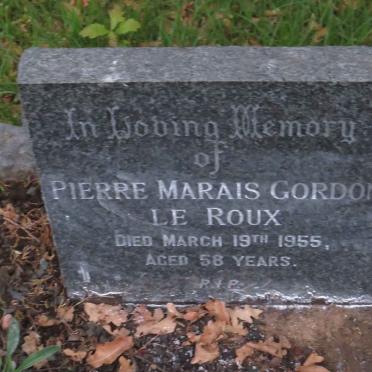 In Loving Memory
of
PIERRE MARAIS GORDON
LE ROUX
DIED MARCH 19TH 1955,
AGED 58 YEARS.
R.I.P.